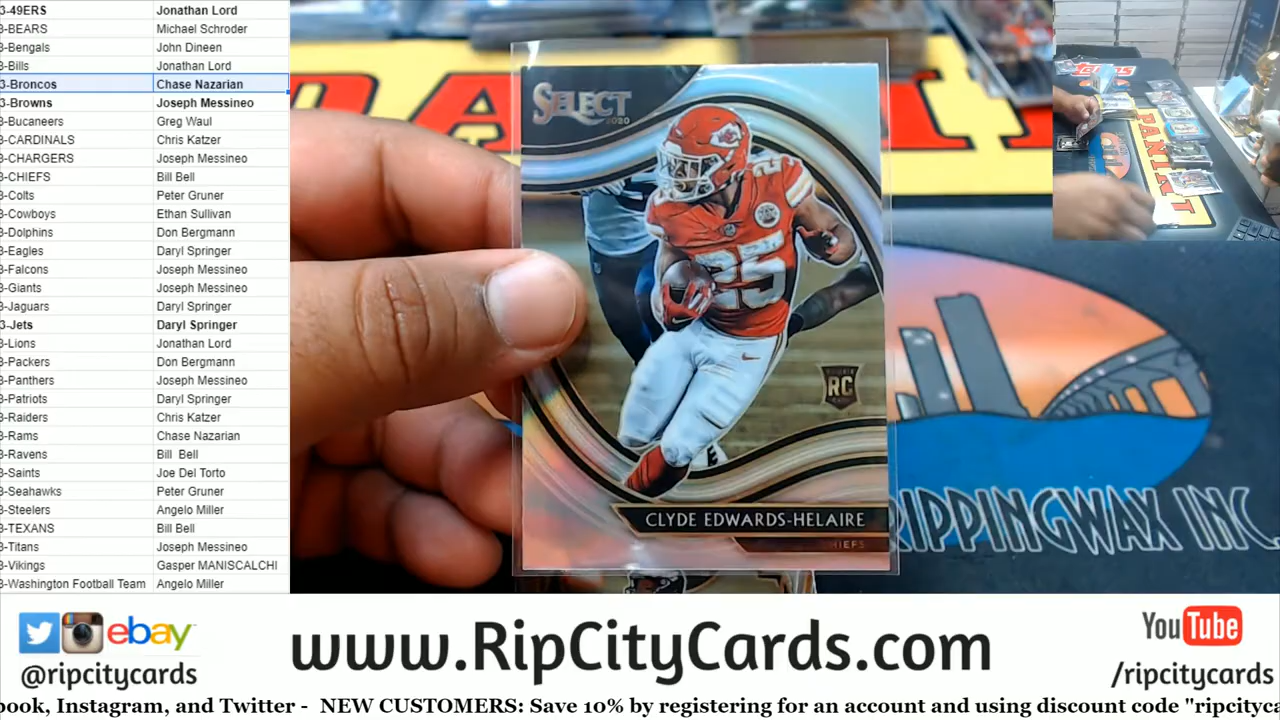 3-49ERS Jonathan Lord
3-BEARS Michael Schroder
3-Bengals John Dineen
3-Bills Jonathan Lord
3-Broncos Chase Nazarian
3-Browns Joseph Messineo
3-Bucaneers Greg Waul
3-CARDINALS Chris Katzer
3-CHARGERS Joseph Messineo
3-CHIEFS Bill Bell
3-Colts Peter Gruner
3-Cowboys Ethan Sullivan
3-Dolphins Don Bergmann
3-Eagles Daryl Springer
3-Falcons Joseph Messineo
3-Giants Joseph Messineo
3-Jaguars Daryl Springer
3-Jets Daryl Springer
3-Lions Jonathan Lord
3-Packers Don Bergmann
3-Panthers Joseph Messineo
3-Patriots Daryl Springer
3-Raiders Chris Katzer
3-Rams Chase Nazarian
3-Ravens Bill Bell
3-Saints Joe Del Torto
3-Seahawks Peter Gruner
3-Steelers Angelo Miller
3-TEXANS Bill Bell
3-Titans Joseph Messineo
3-Vikings Gasper MANISCALCHI
3-Washington Football Team Angelo Miller
SELECT
2020
25
RC
CLYDE EDWARDS-HELAIRE
HIEFS
RIPPINGWAX INC.
PANINI
ebay
@ripcitycards
www.RipCityCards.com
YouTube
/ripcitycards
book, Instagram, and Twitter - NEW CUSTOMERS: Save 10% by registering for an account and using discount code "ripcityca